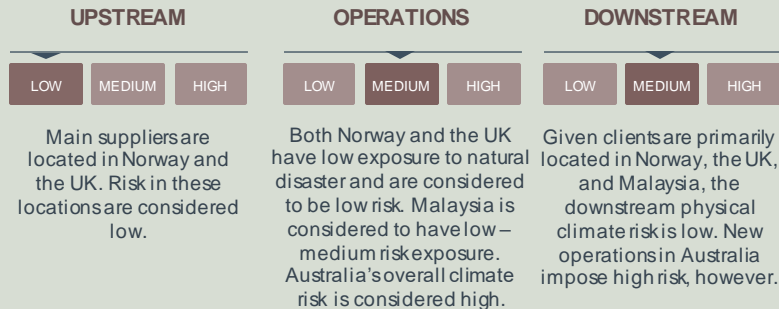 UPSTREAM
LOW MEDIUM HIGH
Main suppliers are
located in Norway and
the UK. Risk in these
locations are considered
low.
OPERATIONS
LOW MEDIUM HIGH
Both Norway and the UK
have low exposure to natural
disaster and are considered
to be low risk. Malaysia is
considered to have low –
medium risk exposure.
Australia's overall climate
risk is considered high.
DOWNSTREAM
LOW MEDIUM HIGH
Given clients are primarily
located in Norway, the UK,
and Malaysia, the
downstream physical
climate risk is low. New
operations in Australia
impose high risk, however.